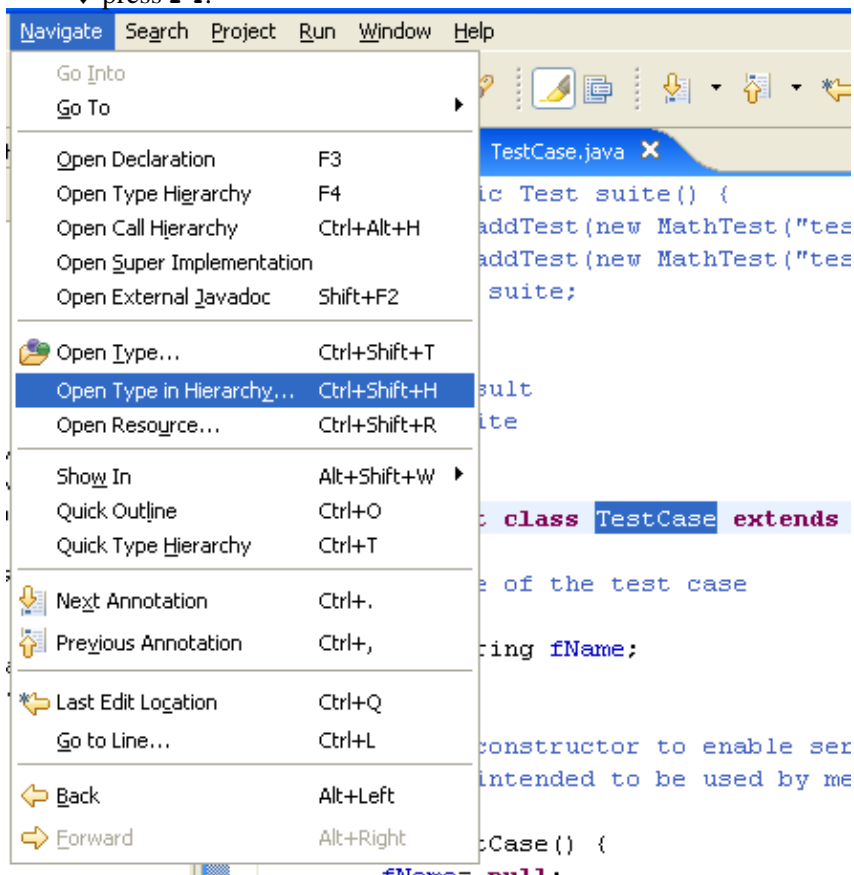 press F4.
Navigate Search Project Run Window Help
Go Into
Go To
Open Declaration F3
Open Type Hierarchy F4
Open Call Hierarchy Ctrl+Alt+H
Open Super Implementation
Open External Javadoc Shift+F2
Open Type... Ctrl+Shift+T
Open Type in Hierarchy... Ctrl+Shift+H
Open Resource... Ctrl+Shift+R
Show In Alt+Shift+W
Quick Outline Ctrl+O
Quick Type Hierarchy Ctrl+T
Next Annotation Ctrl+.
Previous Annotation Ctrl+,
Last Edit Location Ctrl+Q
Go to Line... Ctrl+L
Back Alt+Left
Forward Alt+Right
TestCase.java
ic Test suite() {
addTest(new MathTest("tes
addTest(new MathTest("tes
suite;
sult
ite
class TestCase extends
of the test case
ring fName;
constructor to enable ser
intended to be used by me
tCase() {
fName= null;